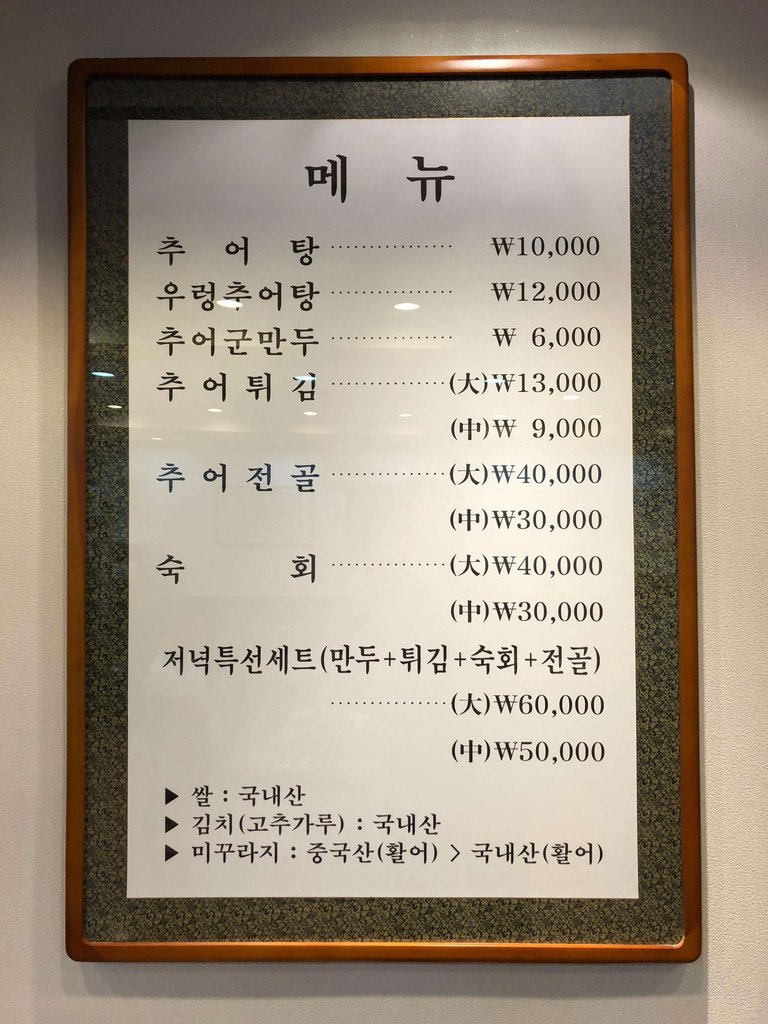 메 뉴
추 어 탕 ················ ₩10,000
우렁추어탕 ················ ₩12,000
추어군만두 ················ ₩ 6,000
추 어 튀 김 ···············(大)₩13,000
(中)₩ 9,000
추 어 전 골 ···············(大)₩40,000
(中)₩30,000
숙 회 ···············(大)₩40,000
(中)₩30,000
저녁특선세트(만두+튀김+숙회+전골)
···············(大)₩60,000
(中)₩50,000
▶ 쌀 : 국내산
▶ 김치(고추가루) : 국내산
▶ 미꾸라지 : 중국산(활어) > 국내산(활어)